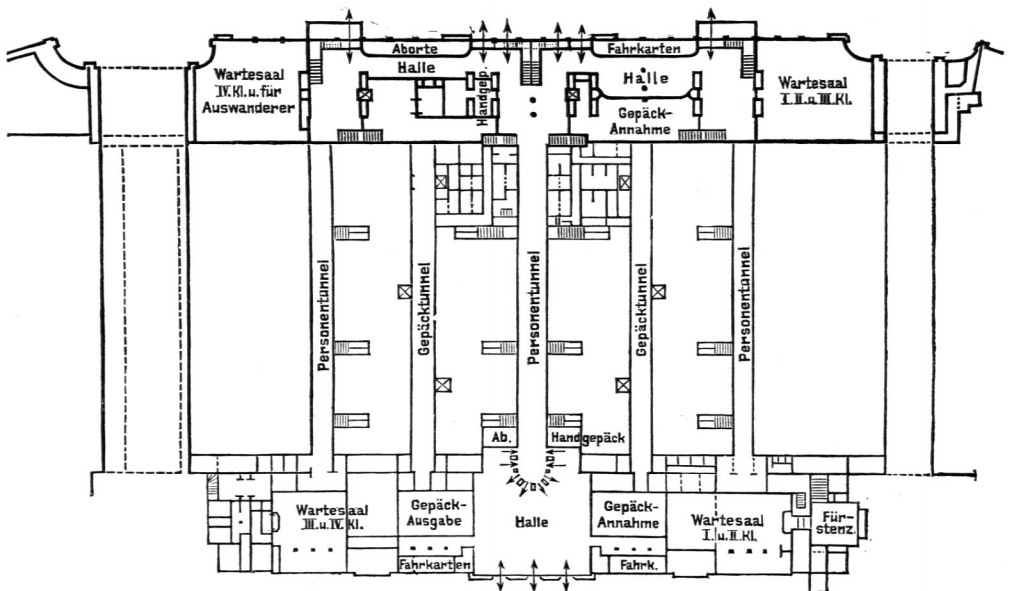 Aborte
Fahrkarten
Halle
Halle
Wartesaal
IV. Kl. u. für
Auswanderer
Handgep.
Wartesaal
I. II. u. III. Kl.
Gepäck-
Annahme
Personentunnel
Gepäcktunnel
Personentunnel
Gepäcktunnel
Personentunnel
Ab.
Handgepäck
Wartesaal
III. u. IV. Kl.
Gepäck-
Ausgabe
Halle
Gepäck-
Annahme
Wartesaal
I. u. II. Kl.
Für-
stenz.
Fahrkarten
Fahrk.